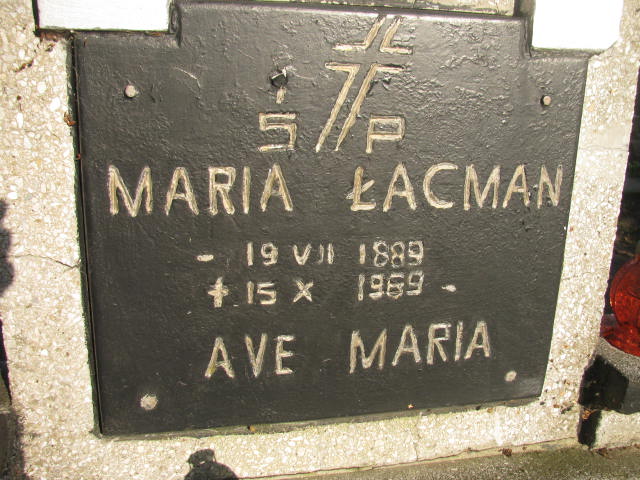 Ś P
MARIA ŁACMAN
- 19 VII 1889
+ 15 X 1969 -
AVE MARIA